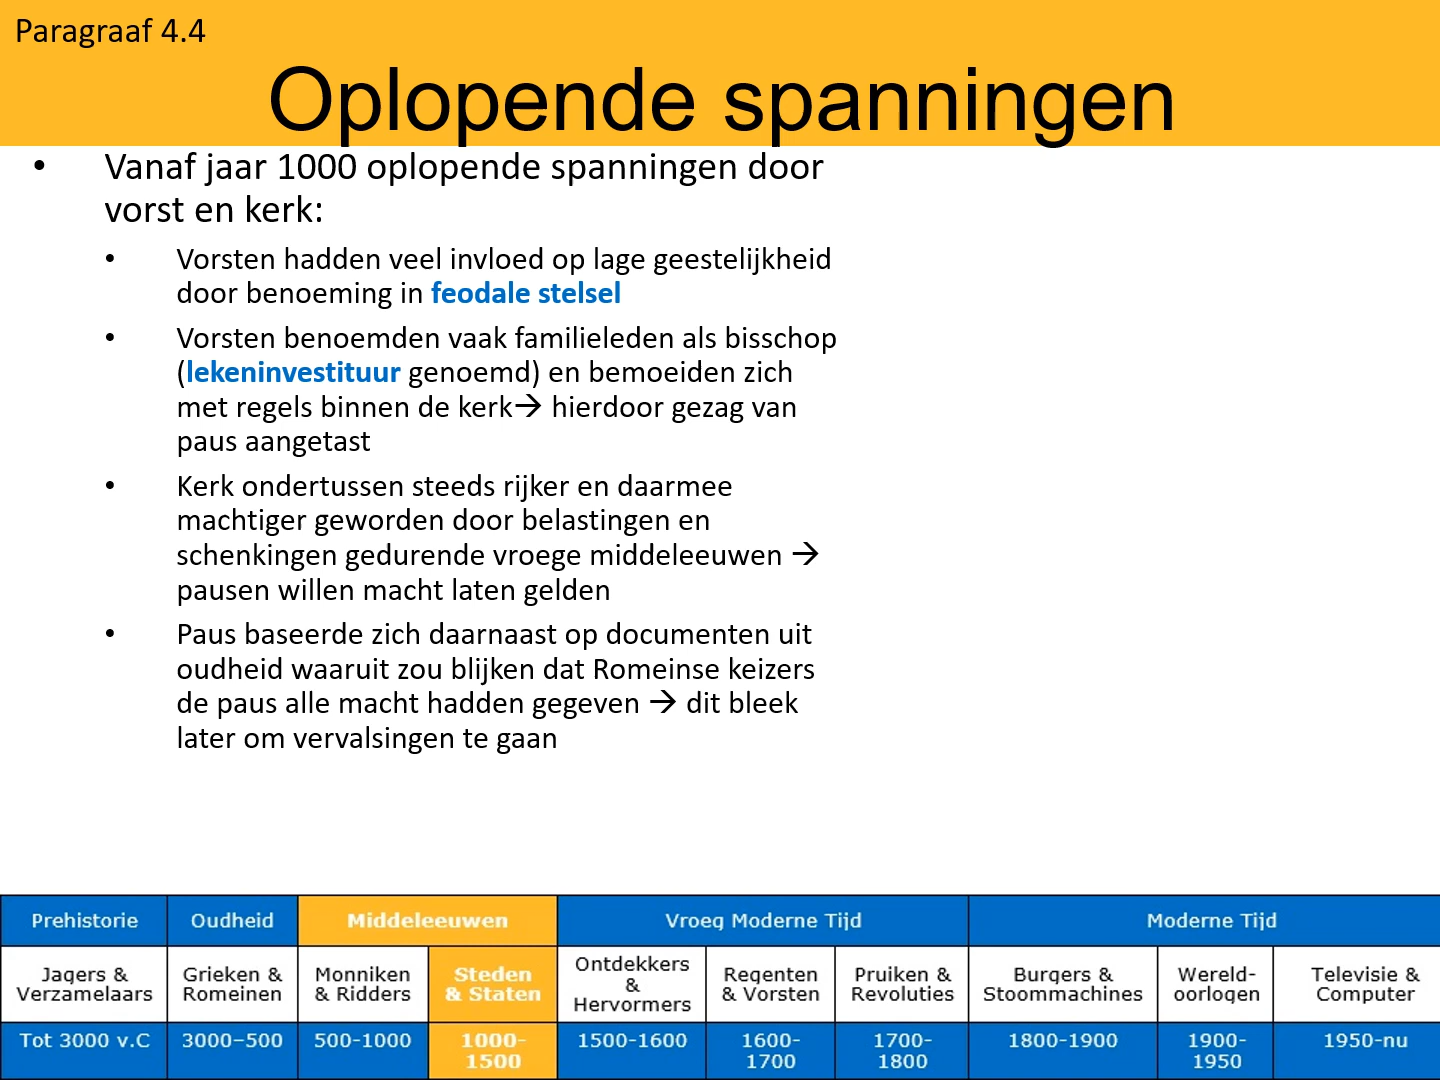 Paragraaf 4.4
Oplopende spanningen
• Vanaf jaar 1000 oplopende spanningen door
vorst en kerk:
• Vorsten hadden veel invloed op lage geestelijkheid
door benoeming in feodale stelsel
• Vorsten benoemden vaak familieleden als bisschop
(lekeninvestituur genoemd) en bemoeiden zich
met regels binnen de kerk→ hierdoor gezag van
paus aangetast
• Kerk ondertussen steeds rijker en daarmee
machtiger geworden door belastingen en
schenkingen gedurende vroege middeleeuwen →
pausen willen macht laten gelden
• Paus baseerde zich daarnaast op documenten uit
oudheid waaruit zou blijken dat Romeinse keizers
de paus alle macht hadden gegeven → dit bleek
later om vervalsingen te gaan
Prehistorie Oudheid Middeleeuwen Vroeg Moderne Tijd Moderne Tijd
Jagers &
Verzamelaars
Grieken &
Romeinen
Monniken
& Ridders
Steden
& Staten
Ontdekkers
&
Hervormers
Regenten
& Vorsten
Pruiken &
Revoluties
Burgers &
Stoommachines
Wereld-
oorlogen
Televisie &
Computer
Tot 3000 v.C
3000–500
500-1000
1000-
1500
1500-1600
1600-
1700
1700-
1800
1800-1900
1900-
1950
1950-nu